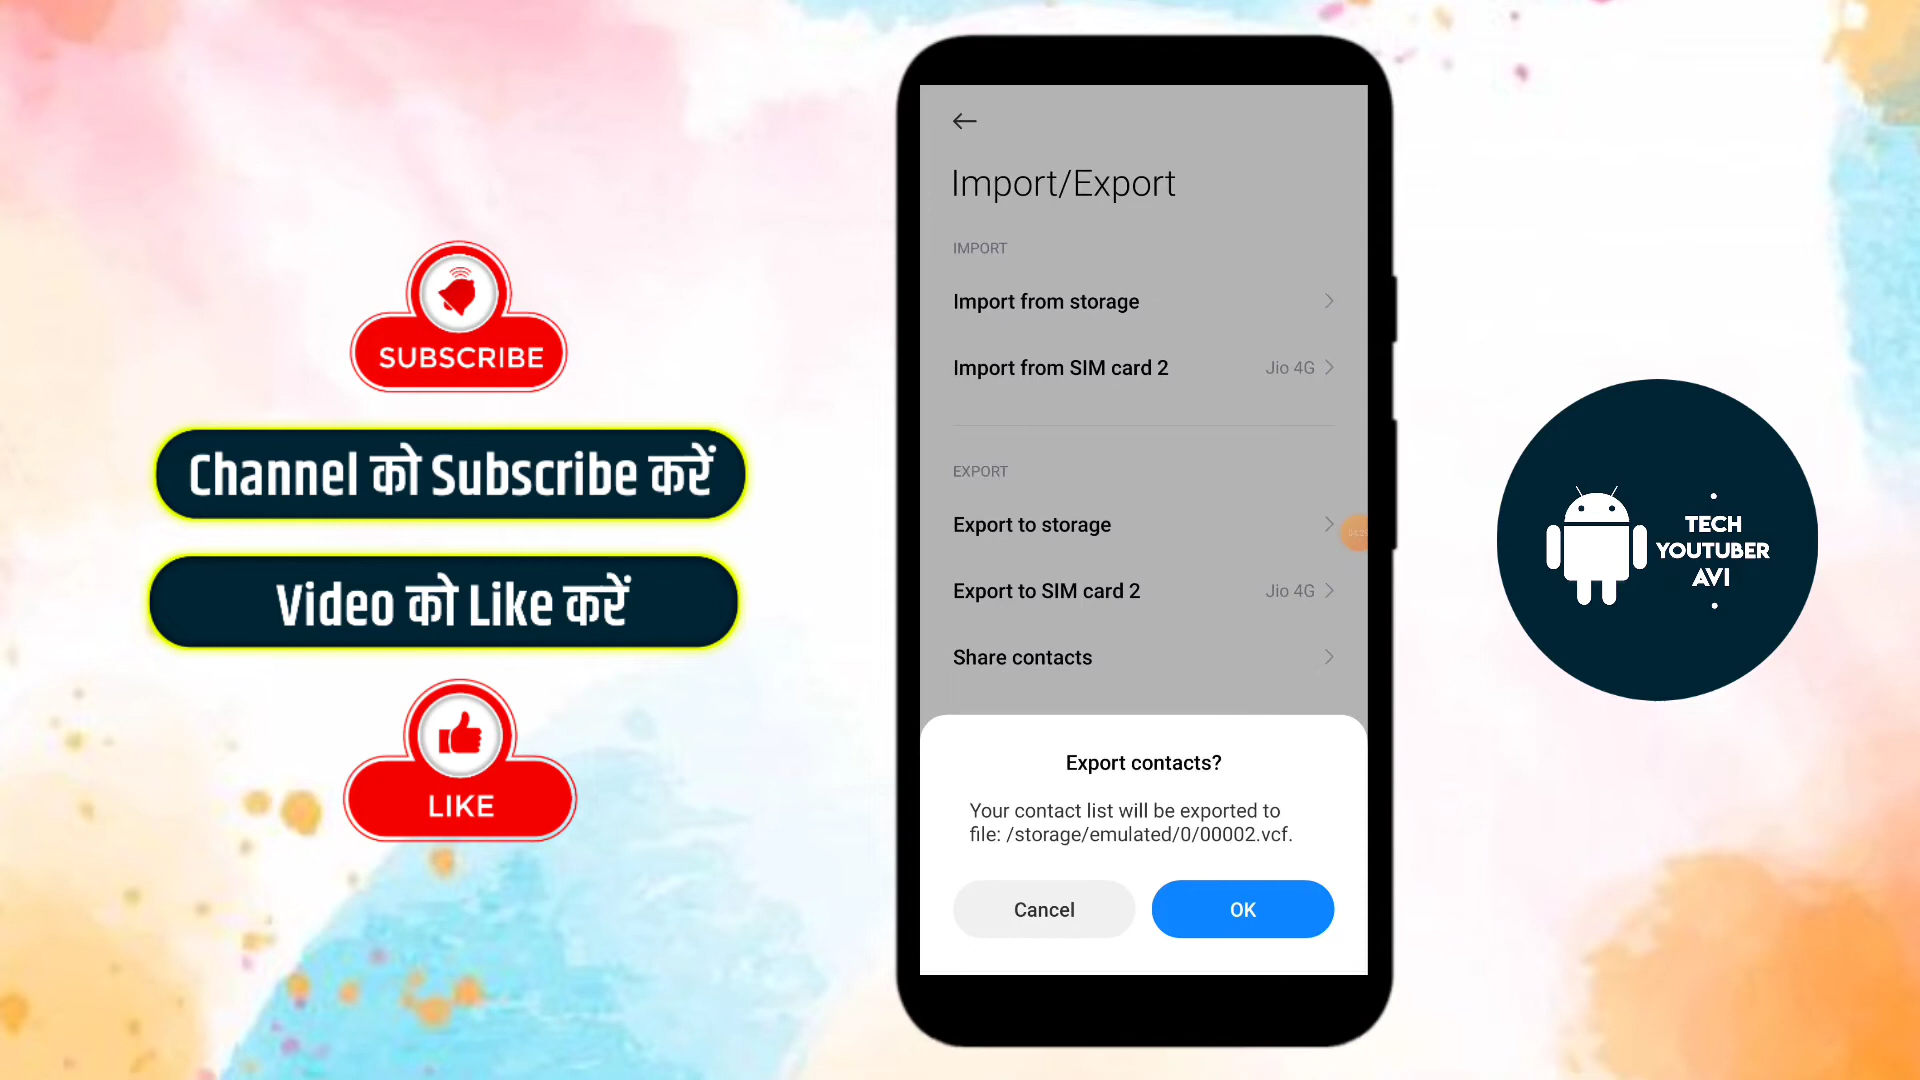 SUBSCRIBE
Channel को Subscribe करें
Video को Like करें
LIKE
Import/Export
IMPORT
Import from storage
Import from SIM card 2 Jio 4G
EXPORT
Export to storage
Export to SIM card 2 Jio 4G
Share contacts
Export contacts?
Your contact list will be exported to
file: /storage/emulated/0/00002.vcf.
Cancel OK
TECH
YOUTUBER
AVI